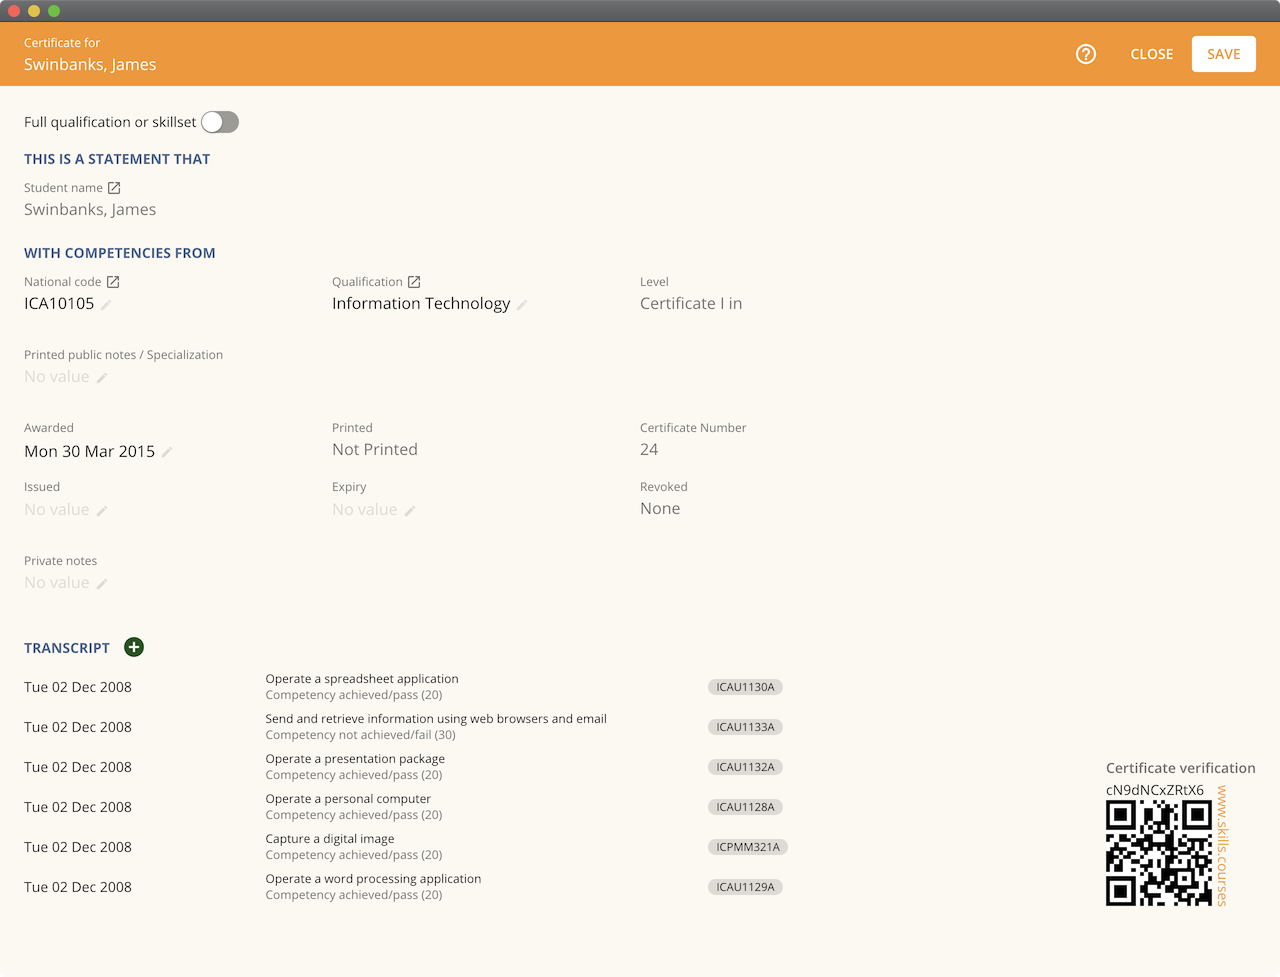 Certificate for
Swinbanks, James
CLOSE
SAVE
Full qualification or skillset
THIS IS A STATEMENT THAT
Student name
Swinbanks, James
WITH COMPETENCIES FROM
National code
Qualification
Level
ICA10105
Information Technology
Certificate I in
Printed public notes / Specialization
No value
Awarded
Printed
Certificate Number
Mon 30 Mar 2015
Not Printed
24
Issued
Expiry
Revoked
No value
No value
None
Private notes
No value
TRANSCRIPT
Tue 02 Dec 2008
Operate a spreadsheet application
Competency achieved/pass (20)
ICAU1130A
Tue 02 Dec 2008
Send and retrieve information using web browsers and email
Competency not achieved/fail (30)
ICAU1133A
Tue 02 Dec 2008
Operate a presentation package
Competency achieved/pass (20)
ICAU1132A
Tue 02 Dec 2008
Operate a personal computer
Competency achieved/pass (20)
ICAU1128A
Tue 02 Dec 2008
Capture a digital image
Competency achieved/pass (20)
ICPMM321A
Tue 02 Dec 2008
Operate a word processing application
Competency achieved/pass (20)
ICAU1129A
Certificate verification
cN9dNCxZRtX6
www.skills.courses